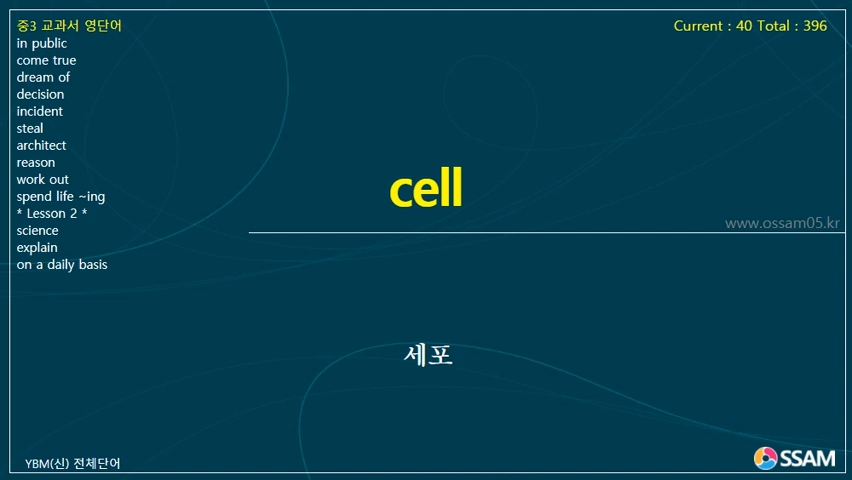 중3 교과서 영단어
Current : 40 Total : 396
in public
come true
dream of
decision
incident
steal
architect
reason
work out
spend life ~ing
* Lesson 2 *
science
explain
on a daily basis
cell
www.ossam05.kr
세포
YBM(신) 전체단어
OSSAM